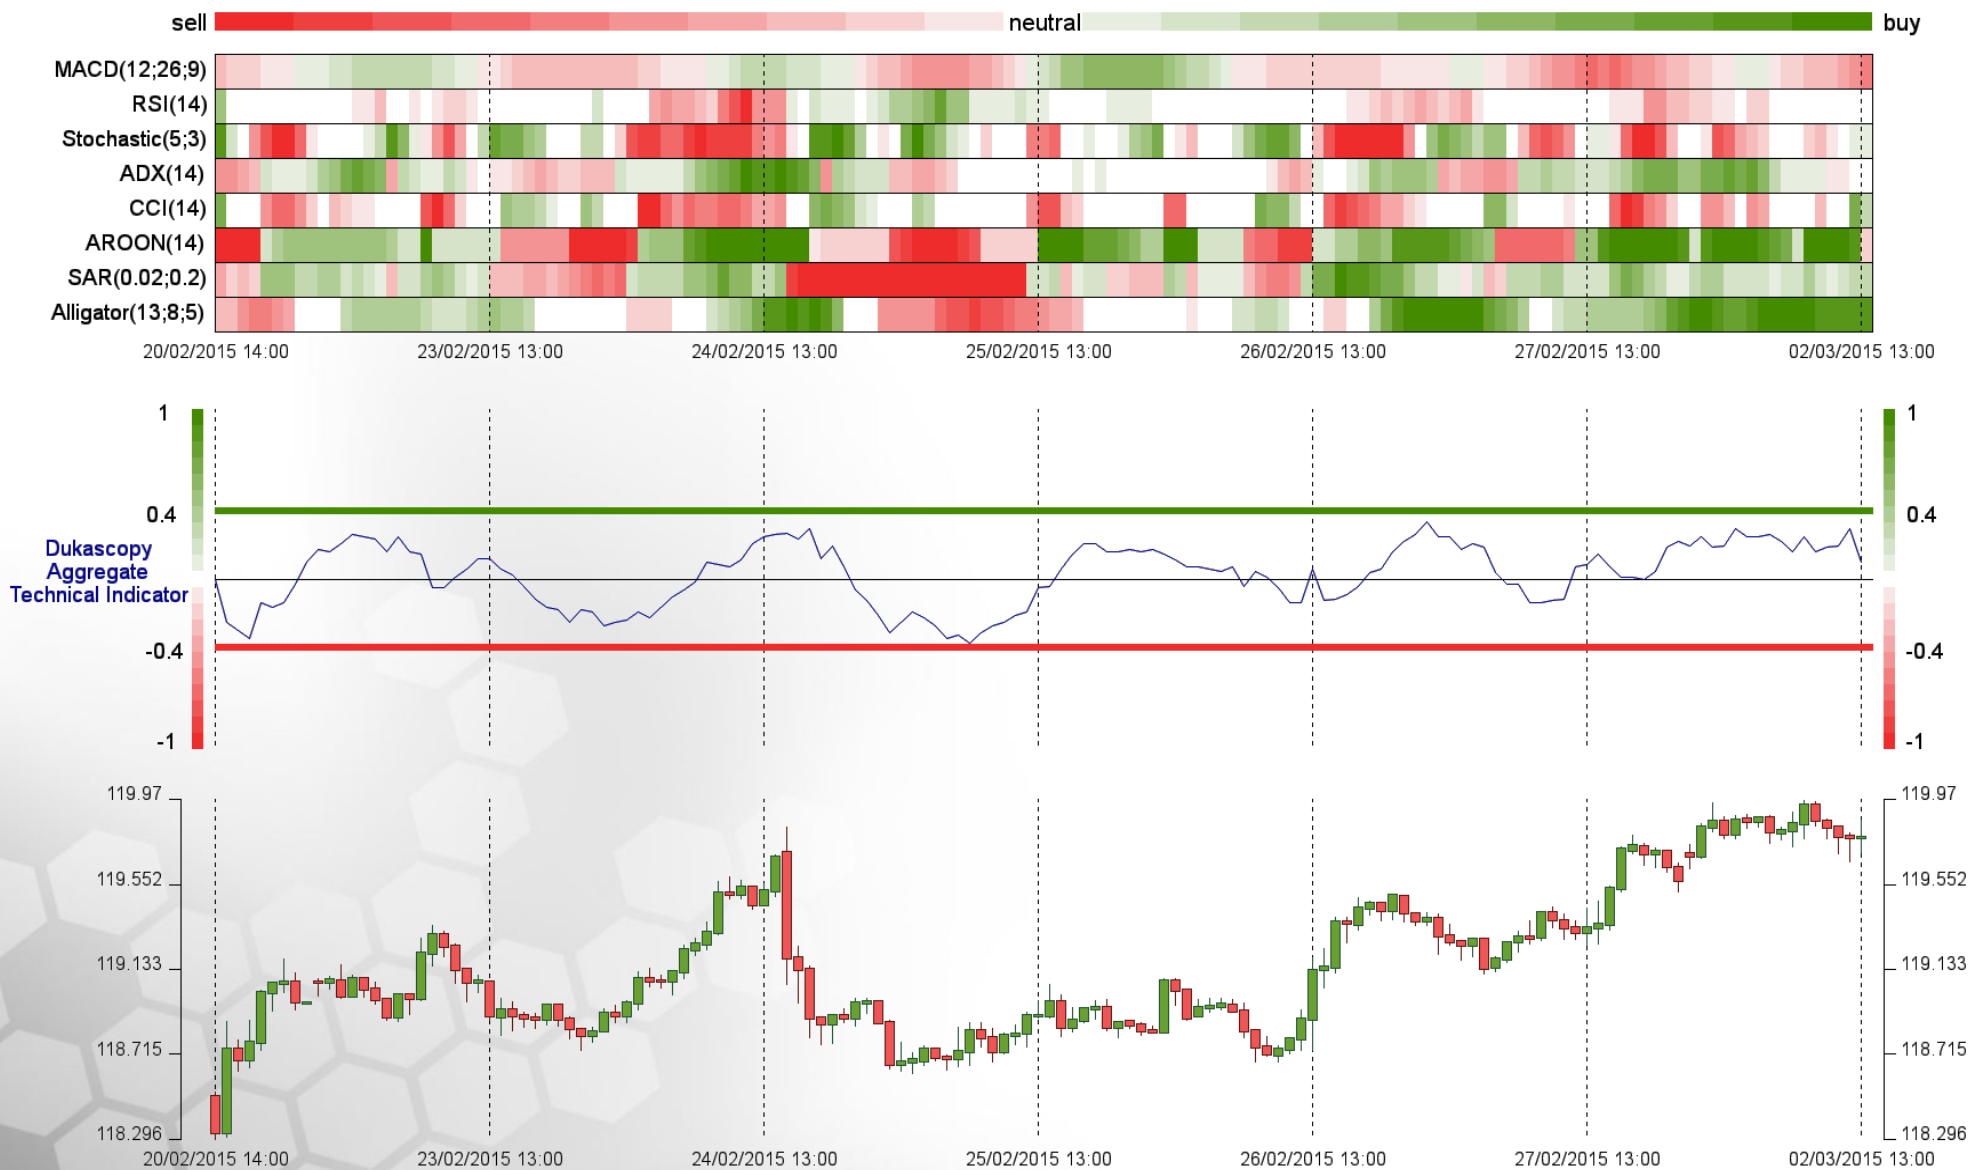 sell neutral buy
MACD(12;26;9)
RSI(14)
Stochastic(5;3)
ADX(14)
CCI(14)
AROON(14)
SAR(0.02;0.2)
Alligator(13;8;5)
20/02/2015 14:00 23/02/2015 13:00 24/02/2015 13:00 25/02/2015 13:00 26/02/2015 13:00 27/02/2015 13:00 02/03/2015 13:00
1 1
0.4 0.4
Dukascopy
Aggregate
Technical Indicator
-0.4 -0.4
-1 -1
119.97 119.97
119.552 119.552
119.133 119.133
118.715 118.715
118.296 118.296
20/02/2015 14:00 23/02/2015 13:00 24/02/2015 13:00 25/02/2015 13:00 26/02/2015 13:00 27/02/2015 13:00 02/03/2015 13:00